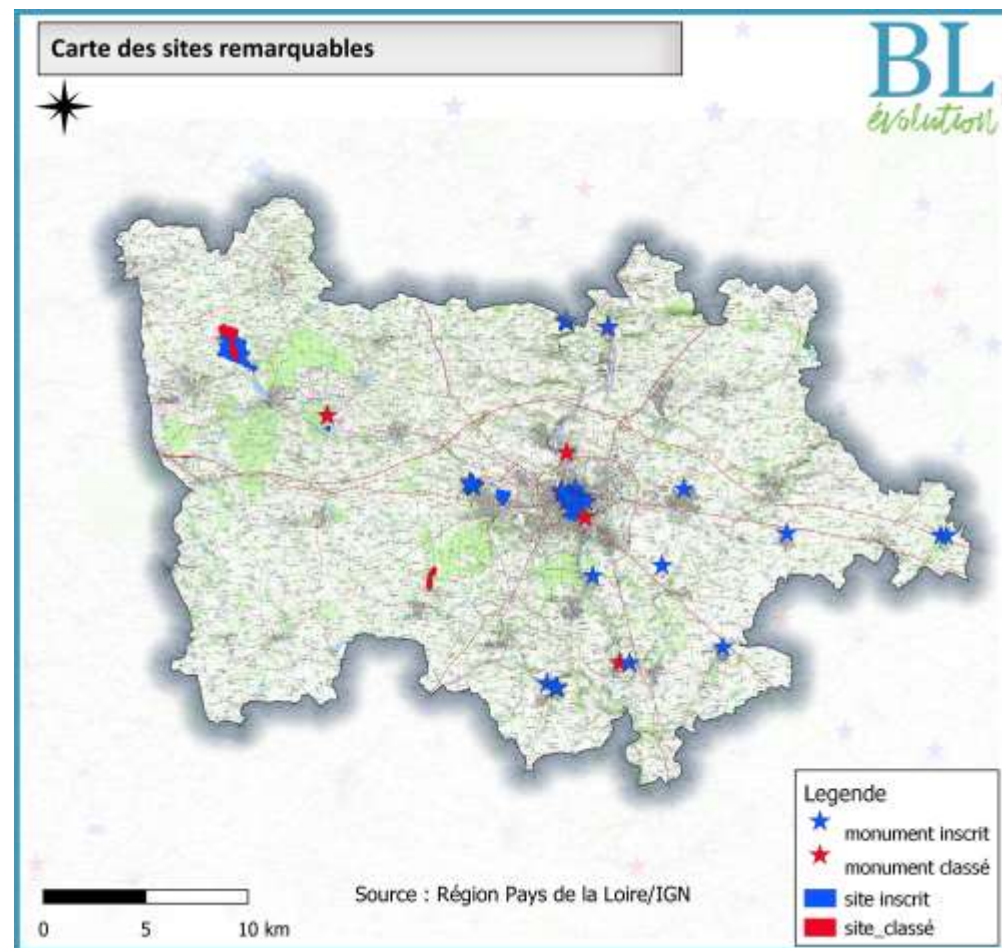 Carte des sites remarquables
BL
évolution
Legende
monument inscrit
monument classé
site inscrit
site_classé
Source : Région Pays de la Loire/IGN
0 5 10 km